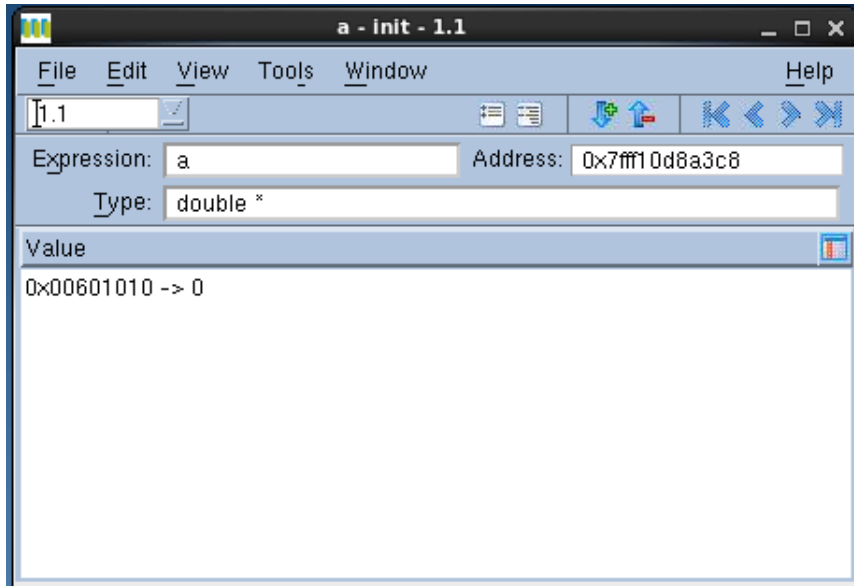 a - init - 1.1
File Edit View Tools Window Help
1.1
Expression: a Address: 0x7fff10d8a3c8
Type: double *
Value
0x00601010 -> 0